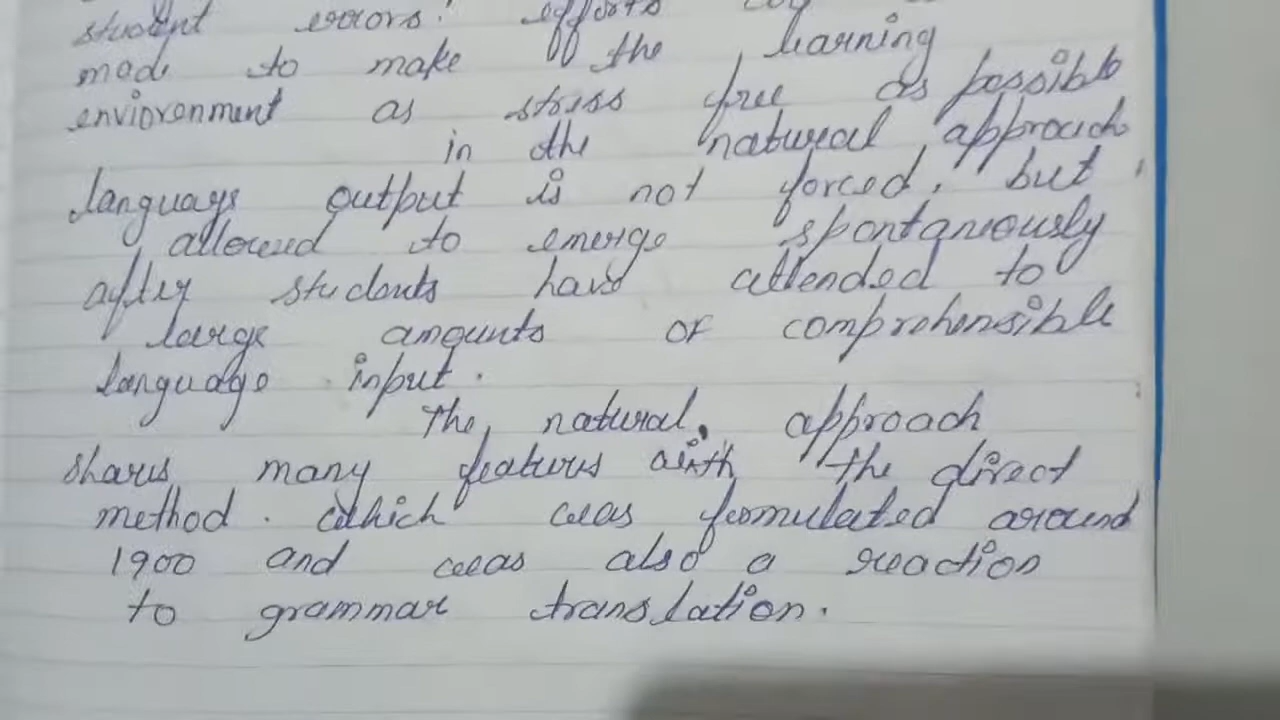 student errors. efforts
made to make the learning
enviorenment as stress free as possible
in the natural approach
language output is not forced, but
allowed to emerge spontaneously
after students have attended to
large amounts of comprehensible
language input.
The natural. approach
shares many features with the direct
method. Which was formulated around
1900 and was also a reaction
to grammar translation.